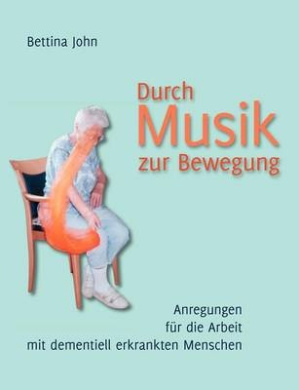 Bettina John
Durch
Musik
zur Bewegung
Anregungen
für die Arbeit
mit dementiell erkrankten Menschen